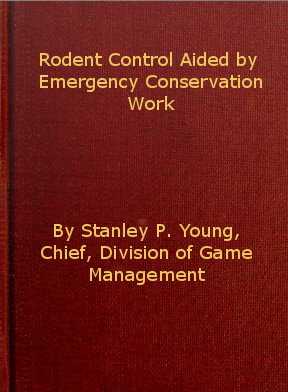 Rodent Control Aided by
Emergency Conservation
Work
By Stanley P. Young,
Chief, Division of Game
Management